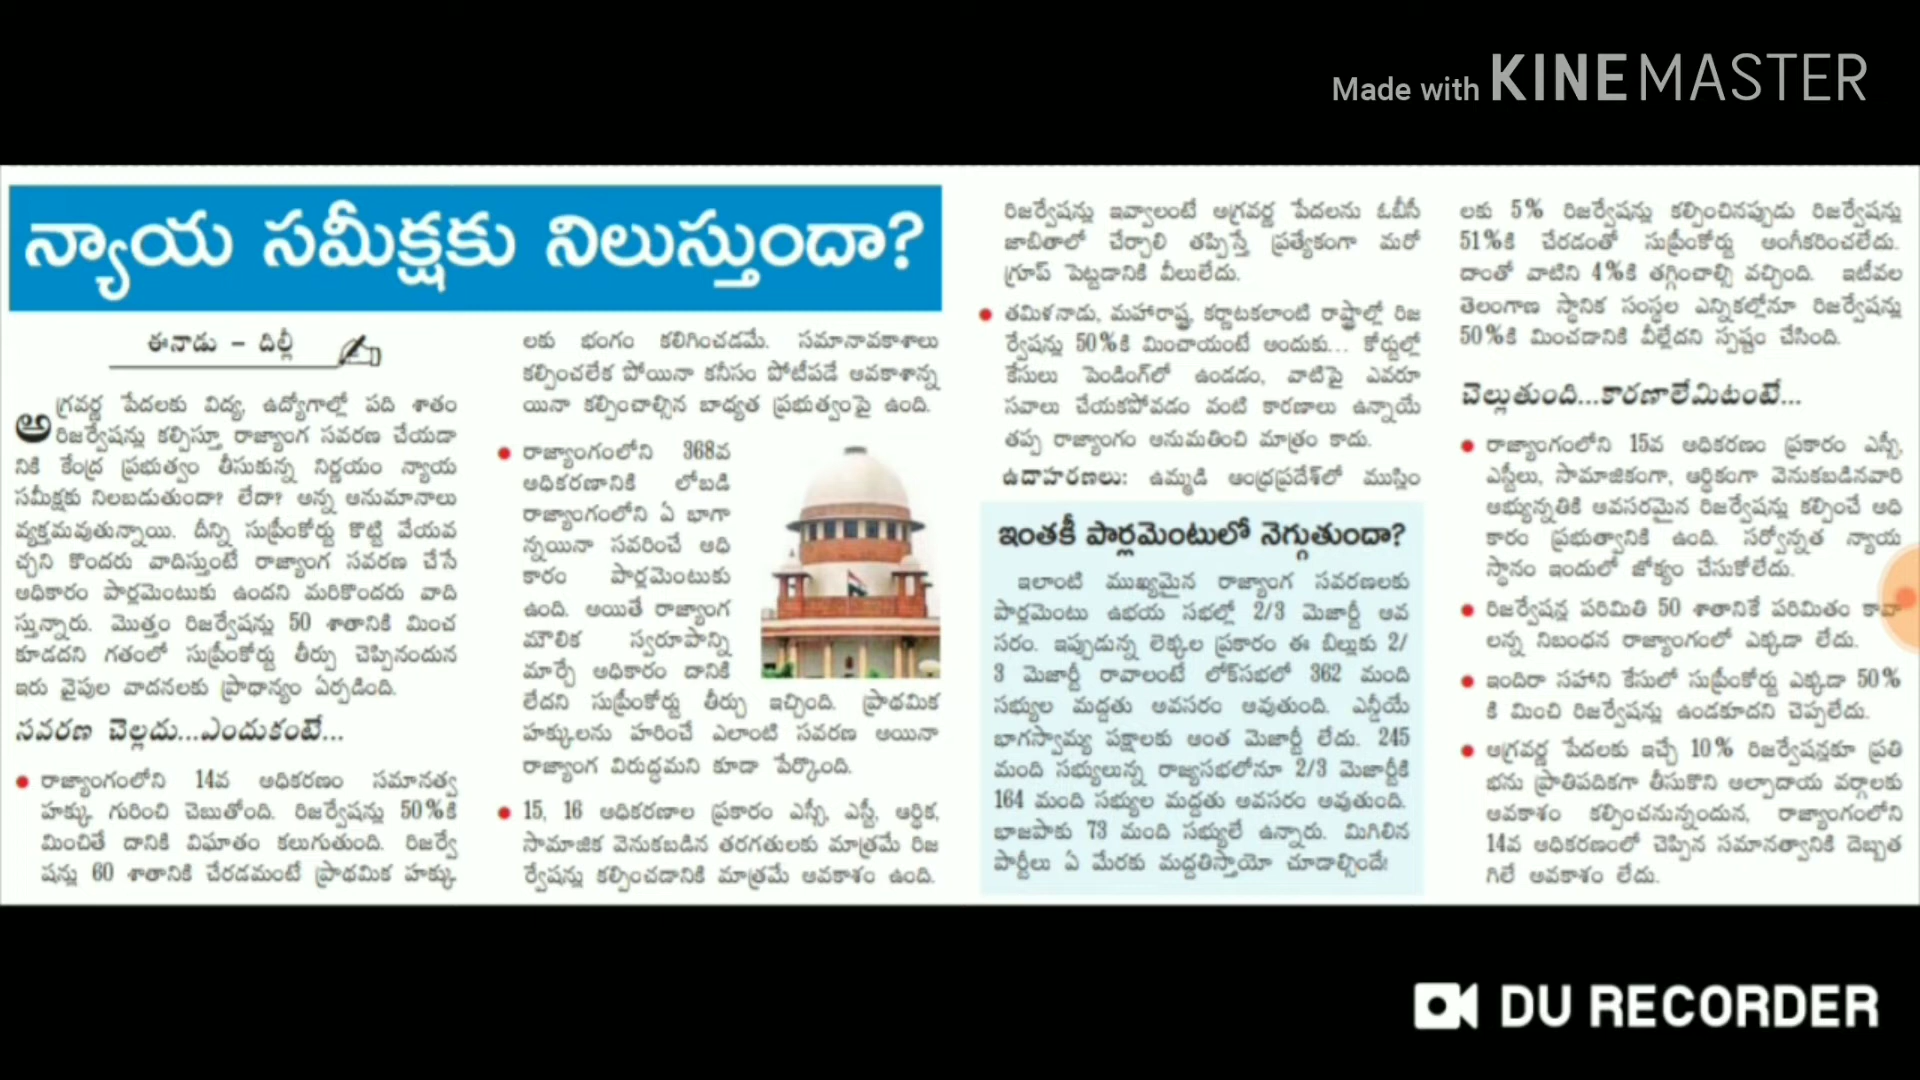 Made with KINEMASTER
న్యాయ సమీక్షకు నిలుస్తుందా?
ఈనాడు - దిల్లీ
అగ్రవర్ణ పేదలకు విద్య, ఉద్యోగాల్లో పది శాతం
రిజర్వేషన్లు కల్పిస్తూ రాజ్యాంగ సవరణ చేయడా
నికి కేంద్ర ప్రభుత్వం తీసుకున్న నిర్ణయం న్యాయ
సమీక్షకు నిలబడుతుందా? లేదా? అన్న అనుమానాలు
వ్యక్తమవుతున్నాయి. దీన్ని సుప్రీంకోర్టు కొట్టి వేయవ
చ్చని కొందరు వాదిస్తుంటే రాజ్యాంగ సవరణ చేసే
అధికారం పార్లమెంటుకు ఉందని మరికొందరు వాది
స్తున్నారు. మొత్తం రిజర్వేషన్లు 50 శాతానికి మించ
కూడదని గతంలో సుప్రీంకోర్టు తీర్పు చెప్పినందున
ఇరు వైపుల వాదనలకు ప్రాధాన్యం ఏర్పడింది.
సవరణ చెల్లదు...ఎందుకంటే...
• రాజ్యాంగంలోని 14వ అధికరణం సమానత్వ
హక్కు గురించి చెబుతోంది. రిజర్వేషన్లు 50%కి
మించితే దానికి విఘాతం కలుగుతుంది. రిజర్వే
షన్లు 60 శాతానికి చేరడమంటే ప్రాథమిక హక్కు
లకు భంగం కలిగించడమే. సమానావకాశాలు
కల్పించలేక పోయినా కనీసం పోటీపడే అవకాశాన్న
యినా కల్పించాల్సిన బాధ్యత ప్రభుత్వంపై ఉంది.
• రాజ్యాంగంలోని 368వ
అధికరణానికి లోబడి
రాజ్యాంగంలోని ఏ భాగా
న్నయినా సవరించే అధి
కారం పార్లమెంటుకు
ఉంది. అయితే రాజ్యాంగ
మౌలిక స్వరూపాన్ని
మార్చే అధికారం దానికి
లేదని సుప్రీంకోర్టు తీర్పు ఇచ్చింది. ప్రాథమిక
హక్కులను హరించే ఎలాంటి సవరణ అయినా
రాజ్యాంగ విరుద్ధమని కూడా పేర్కొంది.
• 15, 16 అధికరణాల ప్రకారం ఎస్సీ, ఎస్టీ, ఆర్థిక,
సామాజిక వెనుకబడిన తరగతులకు మాత్రమే రిజ
ర్వేషన్లు కల్పించడానికి మాత్రమే అవకాశం ఉంది.
రిజర్వేషన్లు ఇవ్వాలంటే అగ్రవర్ణ పేదలను ఓబీసీ
జాబితాలో చేర్చాలి తప్పిస్తే ప్రత్యేకంగా మరో
గ్రూప్ పెట్టడానికి వీలులేదు.
• తమిళనాడు, మహారాష్ట్ర, కర్ణాటకలాంటి రాష్ట్రాల్లో రిజ
ర్వేషన్లు 50%కి మించాయంటే అందుకు... కోర్టుల్లో
కేసులు పెండింగ్‌లో ఉండడం, వాటిపై ఎవరూ
సవాలు చేయకపోవడం వంటి కారణాలు ఉన్నాయే
తప్ప రాజ్యాంగం అనుమతించి మాత్రం కాదు.
ఉదాహరణలు: ఉమ్మడి ఆంధ్రప్రదేశ్‌లో ముస్లిం
ఇంతకీ పార్లమెంటులో నెగ్గుతుందా?
ఇలాంటి ముఖ్యమైన రాజ్యాంగ సవరణలకు
పార్లమెంటు ఉభయ సభల్లో 2/3 మెజార్టీ అవ
సరం. ఇప్పుడున్న లెక్కల ప్రకారం ఈ బిల్లుకు 2/
3 మెజార్టీ రావాలంటే లోక్‌సభలో 362 మంది
సభ్యుల మద్దతు అవసరం అవుతుంది. ఎన్డీయే
భాగస్వామ్య పక్షాలకు అంత మెజార్టీ లేదు. 245
మంది సభ్యులున్న రాజ్యసభలోనూ 2/3 మెజార్టీకి
164 మంది సభ్యుల మద్దతు అవసరం అవుతుంది.
భాజపాకు 73 మంది సభ్యులే ఉన్నారు. మిగిలిన
పార్టీలు ఏ మేరకు మద్దతిస్తాయో చూడాల్సిందే!
లకు 5% రిజర్వేషన్లు కల్పించినప్పుడు రిజర్వేషన్లు
51%కి చేరడంతో సుప్రీంకోర్టు అంగీకరించలేదు.
దాంతో వాటిని 4%కి తగ్గించాల్సి వచ్చింది. ఇటీవల
తెలంగాణ స్థానిక సంస్థల ఎన్నికల్లోనూ రిజర్వేషన్లు
50%కి మించడానికి వీల్లేదని స్పష్టం చేసింది.
చెల్లుతుంది...కారణాలేమిటంటే...
• రాజ్యాంగంలోని 15వ అధికరణం ప్రకారం ఎస్సీ,
ఎస్టీలు, సామాజికంగా, ఆర్థికంగా వెనుకబడినవారి
అభ్యున్నతికి అవసరమైన రిజర్వేషన్లు కల్పించే అధి
కారం ప్రభుత్వానికి ఉంది. సర్వోన్నత న్యాయ
స్థానం ఇందులో జోక్యం చేసుకోలేదు.
• రిజర్వేషన్ల పరిమితి 50 శాతానికే పరిమితం కావా
లన్న నిబంధన రాజ్యాంగంలో ఎక్కడా లేదు.
• ఇందిరా సహాని కేసులో సుప్రీంకోర్టు ఎక్కడా 50%
కి మించి రిజర్వేషన్లు ఉండకూదని చెప్పలేదు.
• అగ్రవర్ణ పేదలకు ఇచ్చే 10% రిజర్వేషన్లకూ ప్రతి
భను ప్రాతిపదికగా తీసుకొని అల్పాదాయ వర్గాలకు
అవకాశం కల్పించనున్నందున, రాజ్యాంగంలోని
14వ అధికరణంలో చెప్పిన సమానత్వానికి దెబ్బత
గిలే అవకాశం లేదు.
DU RECORDER